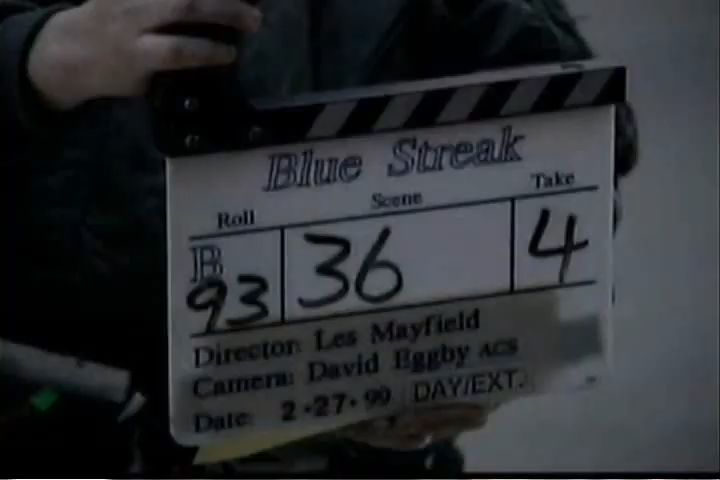 Blue Streak
Roll Scene Take
B 93 36 4
Director: Les Mayfield
Camera: David Eggby ACS
Date: 2·27·99 DAY/EXT.